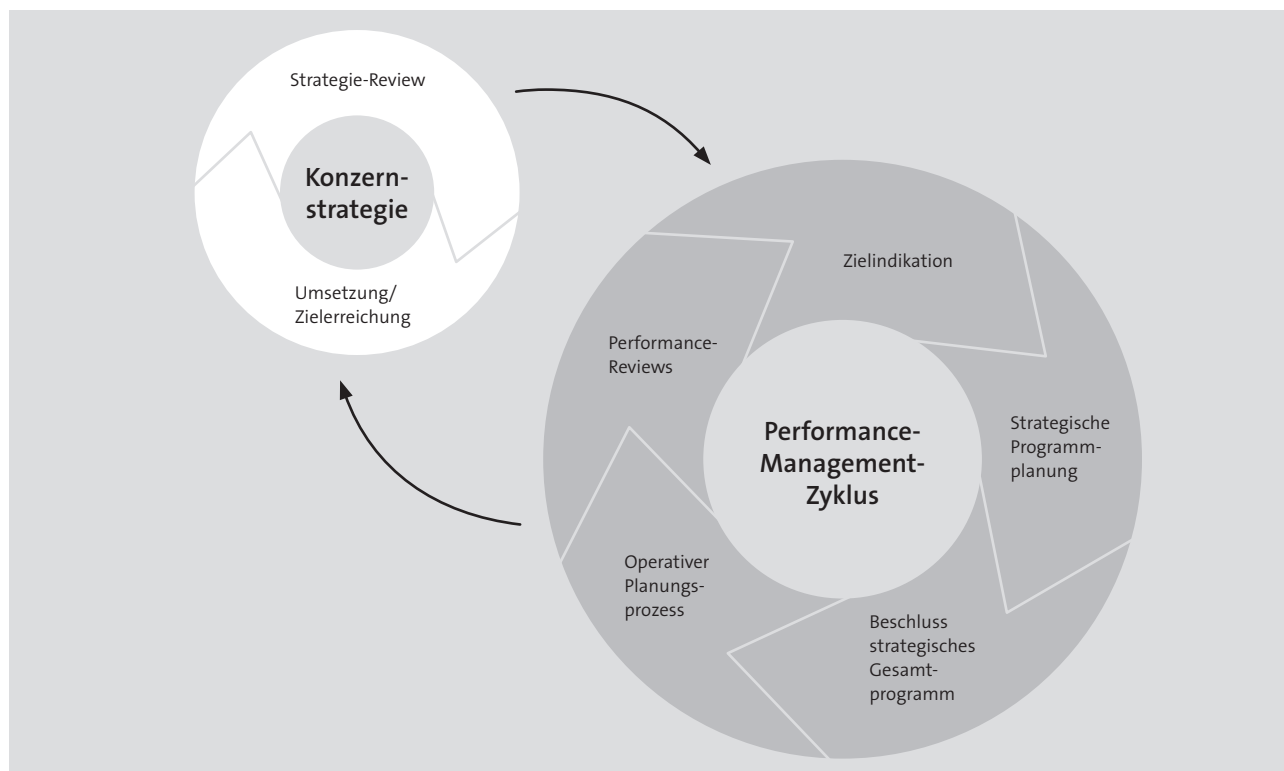 Strategie-Review
Konzern-
strategie
Umsetzung/
Zielerreichung
Zielindikation
Performance-
Reviews
Strategische
Programm-
planung
Performance-
Management-
Zyklus
Operativer
Planungs-
prozess
Beschluss
strategisches
Gesamt-
programm